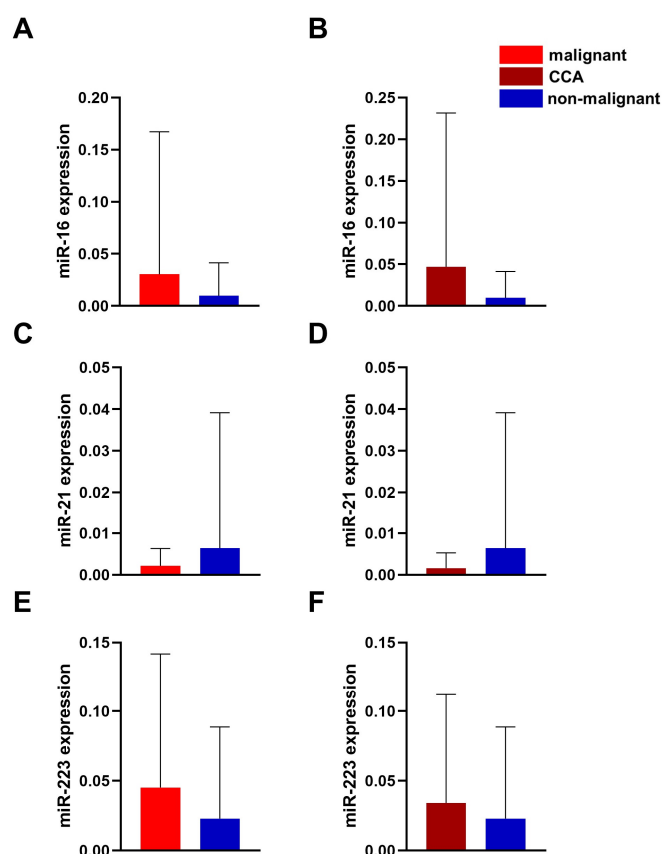 A
B
malignant
CCA
non-malignant
miR-16 expression
0.20
0.15
0.10
0.05
0.00
miR-16 expression
0.25
0.20
0.15
0.10
0.05
0.00
C
D
miR-21 expression
0.05
0.04
0.03
0.02
0.01
0.00
miR-21 expression
0.05
0.04
0.03
0.02
0.01
0.00
E
F
miR-223 expression
0.15
0.10
0.05
0.00
miR-223 expression
0.15
0.10
0.05
0.00